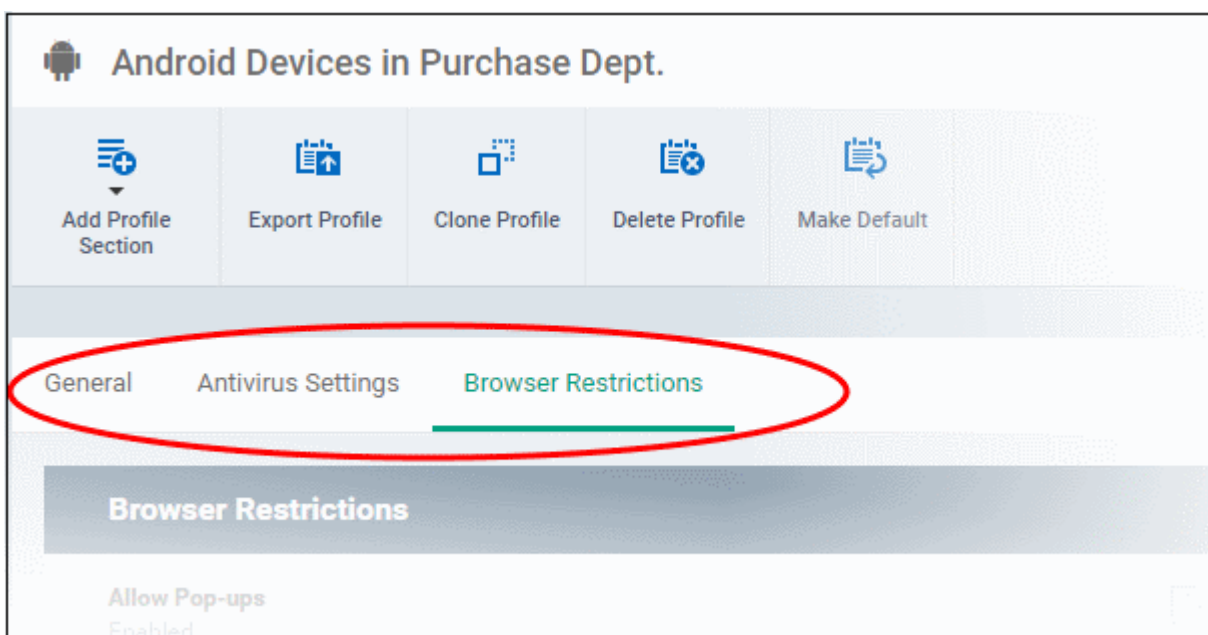 Android Devices in Purchase Dept.
Add Profile
Section
Export Profile
Clone Profile
Delete Profile
Make Default
General
Antivirus Settings
Browser Restrictions
Browser Restrictions
Allow Pop-ups
Enabled